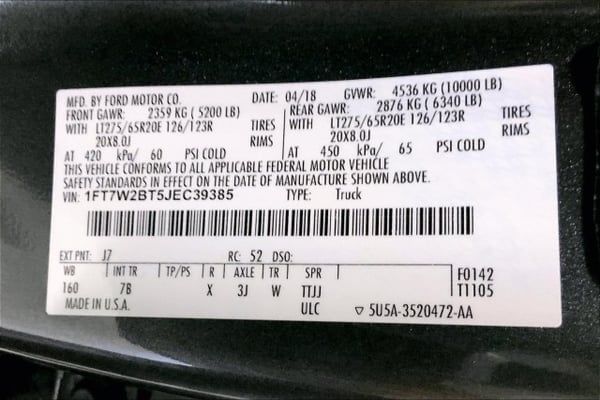 MFD. BY FORD MOTOR CO. DATE: 04/18 GVWR: 4536 KG (10000 LB)
FRONT GAWR: 2359 KG ( 5200 LB) REAR GAWR: 2876 KG ( 6340 LB)
WITH LT275/65R20E 126/123R TIRES WITH LT275/65R20E 126/123R TIRES
20X8.0J RIMS 20X8.0J RIMS
AT 420 kPa/ 60 PSI COLD AT 450 kPa/ 65 PSI COLD
THIS VEHICLE CONFORMS TO ALL APPLICABLE FEDERAL MOTOR VEHICLE
SAFETY STANDARDS IN EFFECT ON THE DATE OF MANUFACTURE SHOWN ABOVE.
VIN: 1FT7W2BT5JEC39385 TYPE: Truck
EXT PNT: J7 RC: 52 DSO:
WB INT TR TP/PS R AXLE TR SPR F0142
160 7B X 3J W TTJJ T1105
MADE IN U.S.A. ULC ▽ 5U5A-3520472-AA